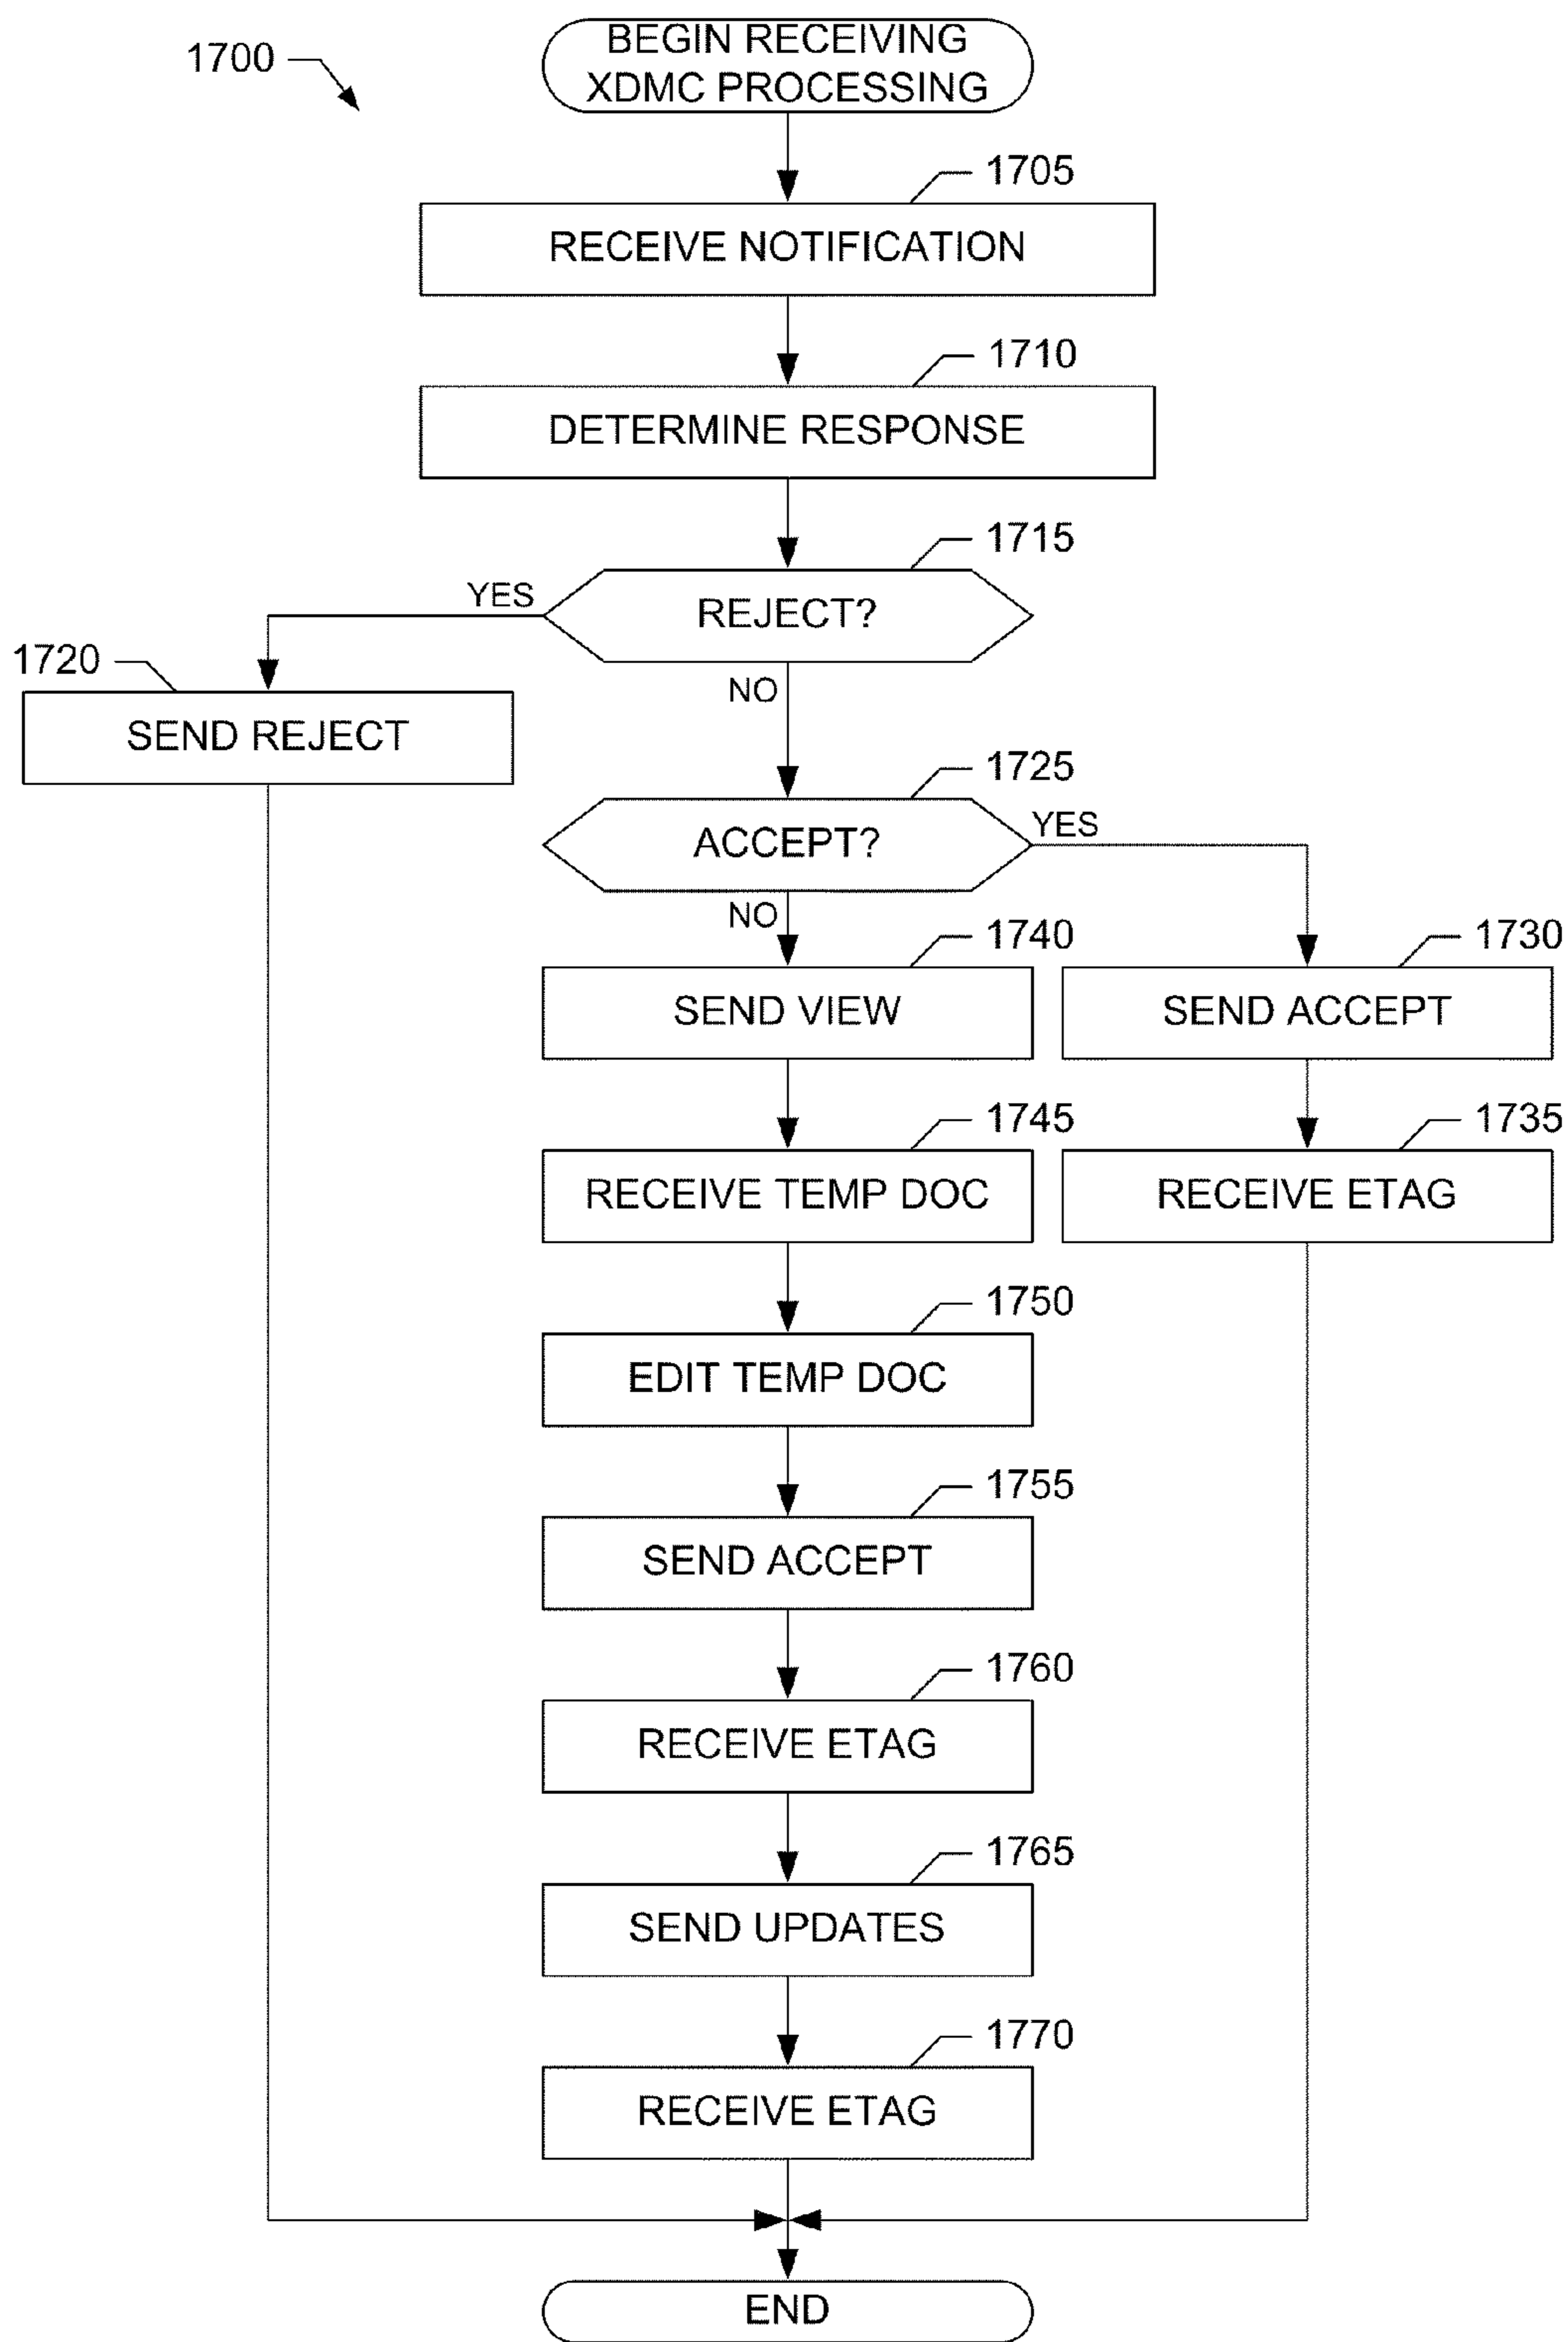 BEGIN RECEIVING
XDMC PROCESSING
1700
1705
RECEIVE NOTIFICATION
1710
DETERMINE RESPONSE
1715
REJECT?
YES
NO
1720
SEND REJECT
1725
ACCEPT?
YES
NO
1740
SEND VIEW
1730
SEND ACCEPT
1745
RECEIVE TEMP DOC
1735
RECEIVE ETAG
1750
EDIT TEMP DOC
1755
SEND ACCEPT
1760
RECEIVE ETAG
1765
SEND UPDATES
1770
RECEIVE ETAG
END